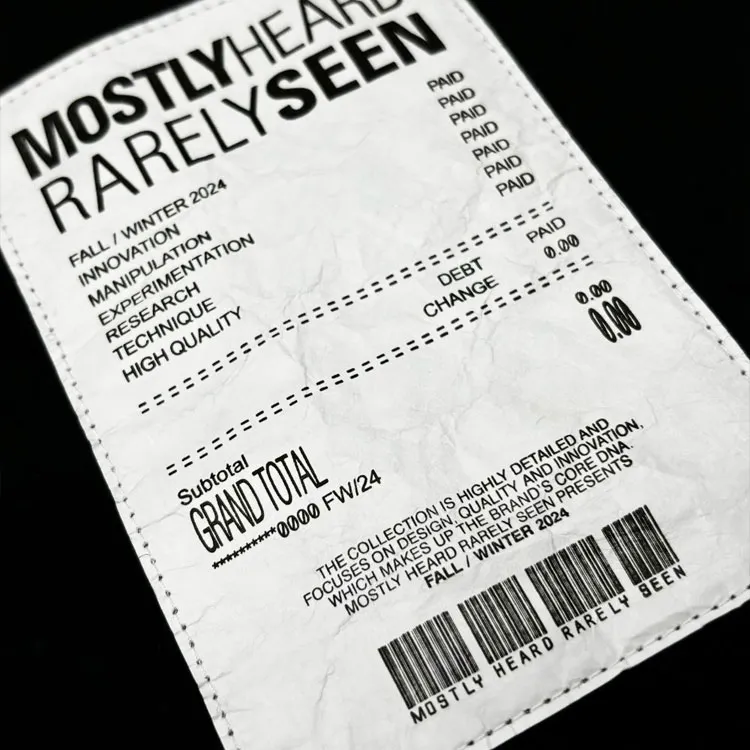 MOSTLYHEARD
RARELYSEEN
FALL / WINTER 2024
INNOVATION PAID
MANIPULATION PAID
EXPERIMENTATION PAID
RESEARCH PAID
TECHNIQUE PAID
HIGH QUALITY PAID
================================
DEBT PAID
CHANGE 0.00
================================
Subtotal 0.00
GRAND TOTAL 0.00
**********0000 FW/24
THE COLLECTION IS HIGHLY DETAILED AND
FOCUSES ON DESIGN, QUALITY AND INNOVATION,
WHICH MAKES UP THE BRAND'S CORE DNA.
MOSTLY HEARD RARELY SEEN PRESENTS
FALL / WINTER 2024
MOSTLY HEARD RARELY SEEN